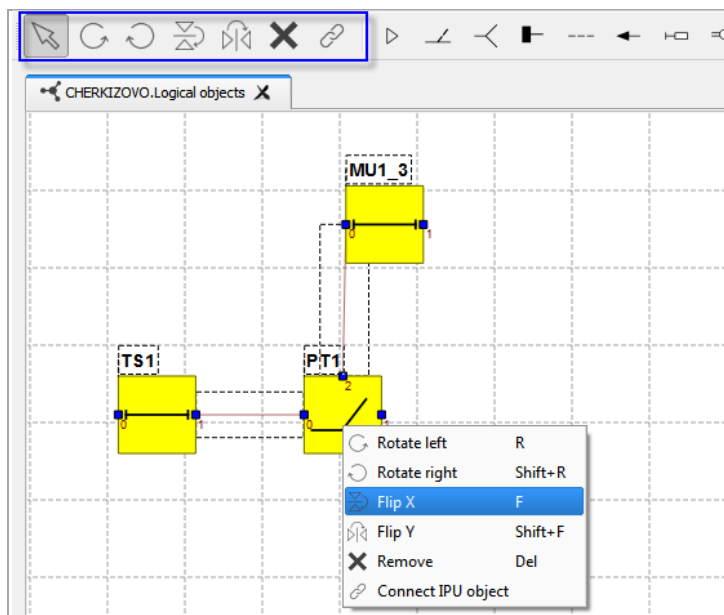 CHERKIZOVO.Logical objects
MU1_3
0 1
TS1 PT1
2
0 1 0 1
Rotate left R
Rotate right Shift+R
Flip X F
Flip Y Shift+F
Remove Del
Connect IPU object